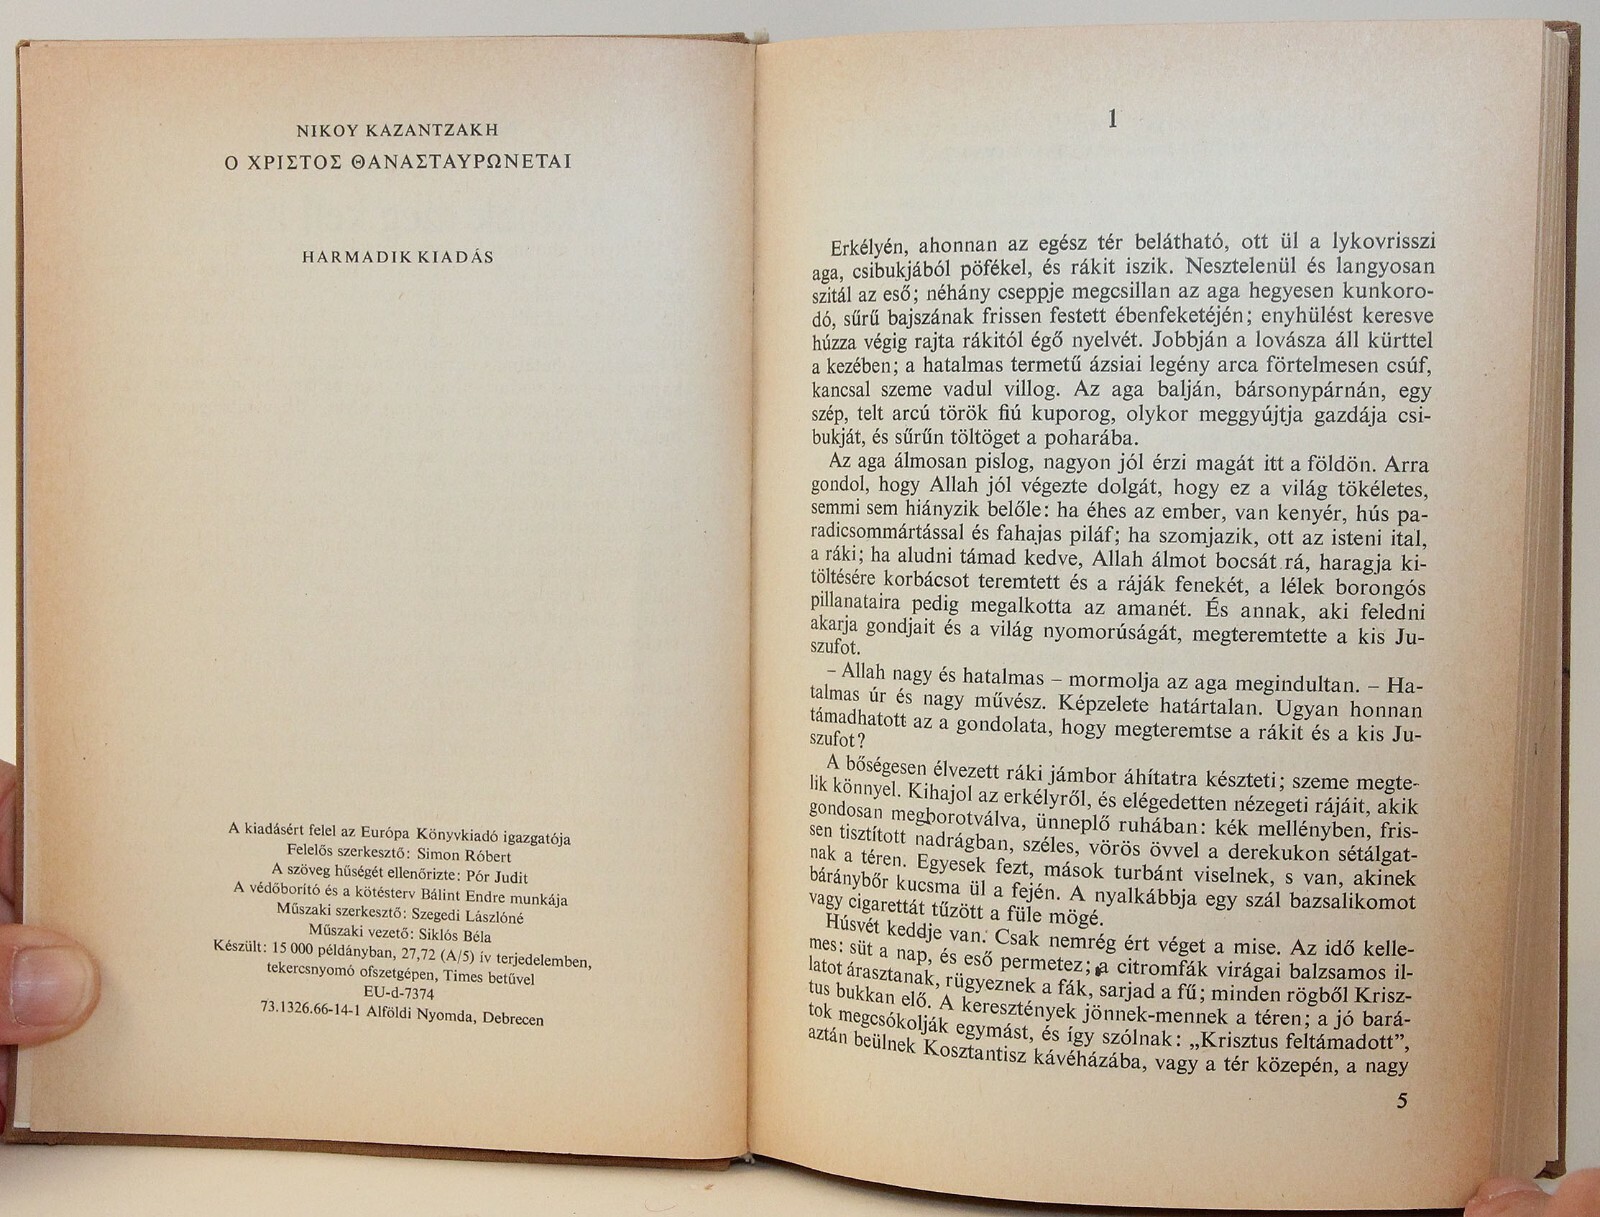 ΝΙΚΟΥ ΚΑΖΑΝΤΖΑΚΗ
Ο ΧΡΙΣΤΟΣ ΘΑΝΑΣΤΑΥΡΩΝΕΤΑΙ
HARMADIK KIADÁS
A kiadásért felel az Európa Könyvkiadó igazgatója
Felelős szerkesztő: Simon Róbert
A szöveg hűségét ellenőrizte: Pór Judit
A védőborító és a kötésterv Bálint Endre munkája
Műszaki szerkesztő: Szegedi Lászlóné
Műszaki vezető: Siklós Béla
Készült: 15 000 példányban, 27,72 (A/5) ív terjedelemben,
tekercsnyomó ofszetgépen, Times betűvel
EU-d-7374
73.1326.66-14-1 Alföldi Nyomda, Debrecen
1
Erkélyén, ahonnan az egész tér belátható, ott ül a lykovrisszi
aga, csibukjából pöfékel, és rákit iszik. Nesztelenül és langyosan
szitál az eső; néhány cseppje megcsillan az aga hegyesen kunkoro-
dó, sűrű bajszának frissen festett ébenfeketéjén; enyhülést keresve
húzza végig rajta rákitól égő nyelvét. Jobbján a lovásza áll kürttel
a kezében; a hatalmas termetű ázsiai legény arca förtelmesen csúf,
kancsal szeme vadul villog. Az aga balján, bársonypárnán, egy
szép, telt arcú török fiú kuporog, olykor meggyújtja gazdája csi-
bukját, és sűrűn töltöget a poharába.
Az aga álmosan pislog, nagyon jól érzi magát itt a földön. Arra
gondol, hogy Allah jól végezte dolgát, hogy ez a világ tökéletes,
semmi sem hiányzik belőle: ha éhes az ember, van kenyér, hús pa-
radicsommártással és fahajas piláf; ha szomjazik, ott az isteni ital,
a ráki; ha aludni támad kedve, Allah álmot bocsát rá, haragja ki-
töltésére korbácsot teremtett és a ráják fenekét, a lélek borongós
pillanataira pedig megalkotta az amanét. És annak, aki feledni
akarja gondjait és a világ nyomorúságát, megteremtette a kis Ju-
szufot.
– Allah nagy és hatalmas – mormolja az aga megindultan. – Ha-
talmas úr és nagy művész. Képzelete határtalan. Ugyan honnan
támadhatott az a gondolata, hogy megteremtse a rákit és a kis Ju-
szufot?
A bőségesen élvezett ráki jámbor áhítatra készteti; szeme megte-
lik könnyel. Kihajol az erkélyről, és elégedetten nézegeti rájáit, akik
gondosan megborotválva, ünneplő ruhában: kék mellényben, fris-
sen tisztított nadrágban, széles, vörös övvel a derekukon sétálgat-
nak a téren. Egyesek fezt, mások turbánt viselnek, s van, akinek
báránybőr kucsma ül a fején. A nyalkábbja egy szál bazsalikomot
vagy cigarettát tűzött a füle mögé.
Húsvét keddje van. Csak nemrég ért véget a mise. Az idő kelle-
mes: süt a nap, és eső permetez; a citromfák virágai balzsamos il-
latot árasztanak, rügyeznek a fák, sarjad a fű; minden rögből Krisz-
tus bukkan elő. A keresztények jönnek-mennek a téren; a jó bará-
tok megcsókolják egymást, és így szólnak: „Krisztus feltámadott”,
aztán beülnek Kosztantisz kávéházába, vagy a tér közepén, a nagy
5